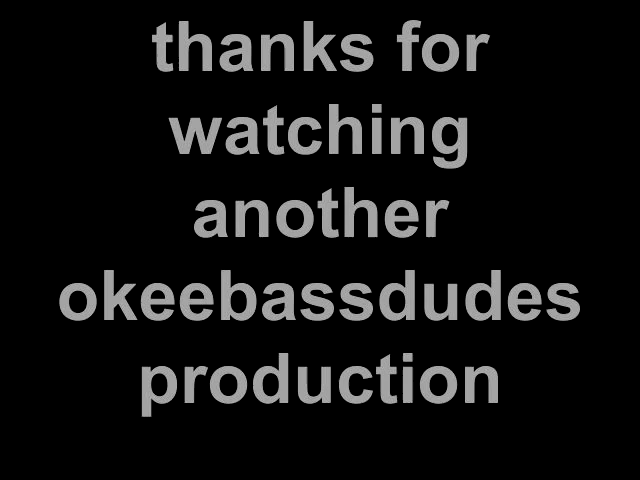 thanks for
watching
another
okeebassdudes
production